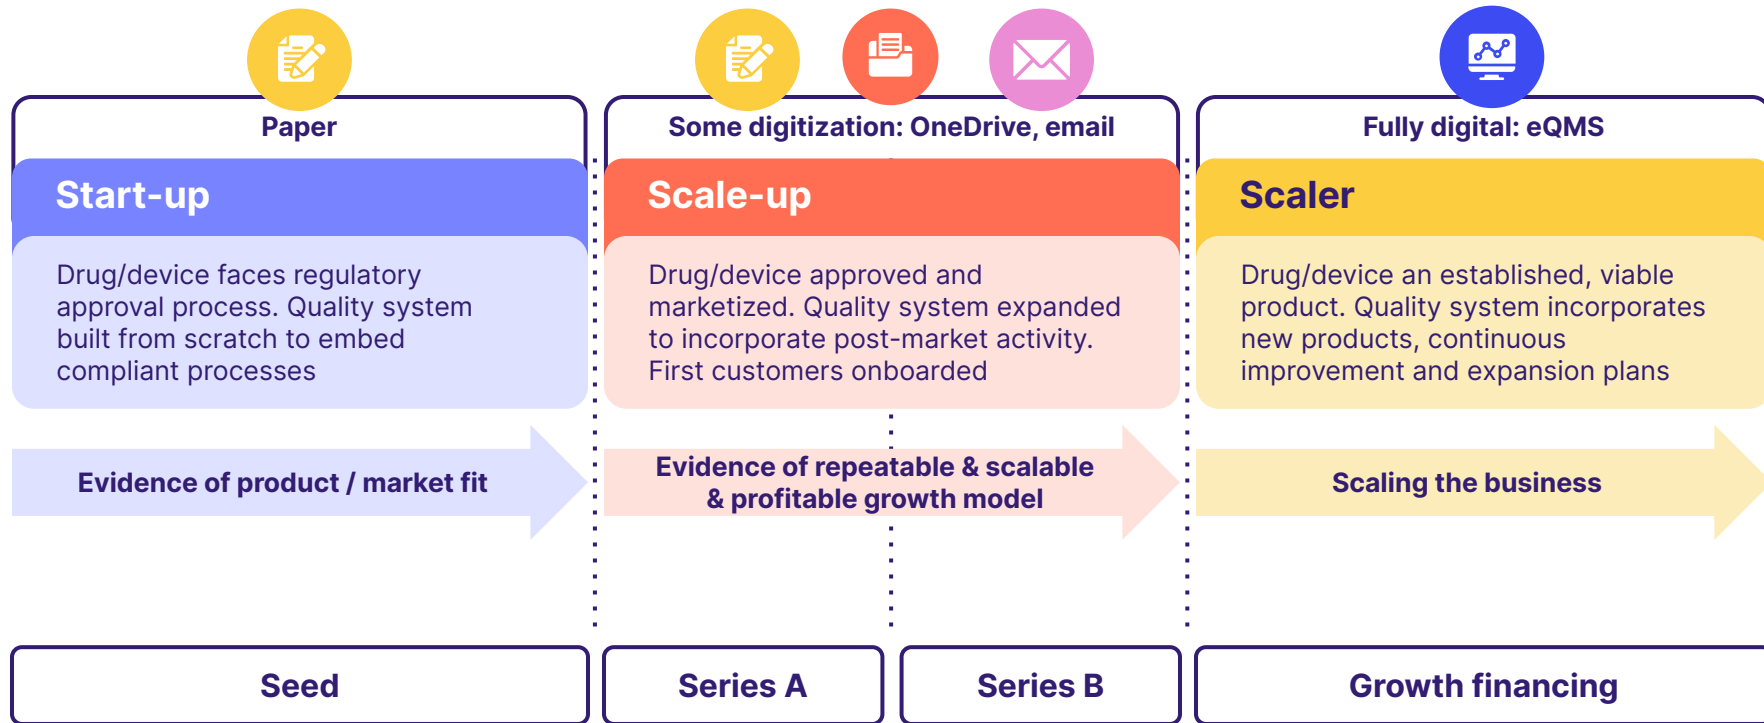 Paper
Some digitization: OneDrive, email
Fully digital: eQMS
Start-up
Drug/device faces regulatory
approval process. Quality system
built from scratch to embed
compliant processes
Scale-up
Drug/device approved and
marketized. Quality system expanded
to incorporate post-market activity.
First customers onboarded
Scaler
Drug/device an established, viable
product. Quality system incorporates
new products, continuous
improvement and expansion plans
Evidence of product / market fit
Evidence of repeatable & scalable
& profitable growth model
Scaling the business
Seed
Series A
Series B
Growth financing